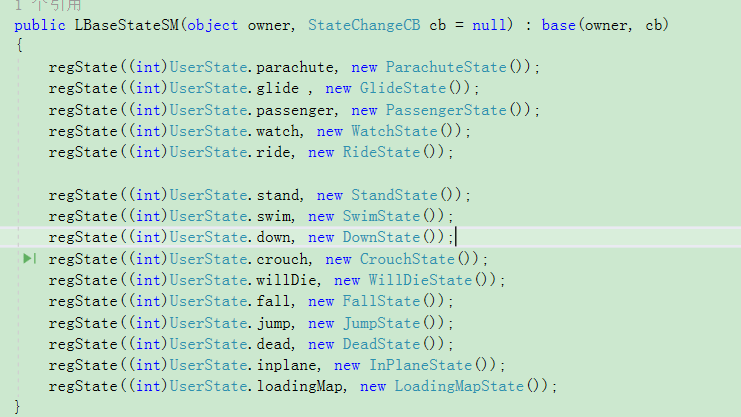 1 个引用
public LBaseStateSM(object owner, StateChangeCB cb = null) : base(owner, cb)
{
regState((int)UserState.parachute, new ParachuteState());
regState((int)UserState.glide , new GlideState());
regState((int)UserState.passenger, new PassengerState());
regState((int)UserState.watch, new WatchState());
regState((int)UserState.ride, new RideState());
regState((int)UserState.stand, new StandState());
regState((int)UserState.swim, new SwimState());
regState((int)UserState.down, new DownState());
regState((int)UserState.crouch, new CrouchState());
regState((int)UserState.willDie, new WillDieState());
regState((int)UserState.fall, new FallState());
regState((int)UserState.jump, new JumpState());
regState((int)UserState.dead, new DeadState());
regState((int)UserState.inplane, new InPlaneState());
regState((int)UserState.loadingMap, new LoadingMapState());
}